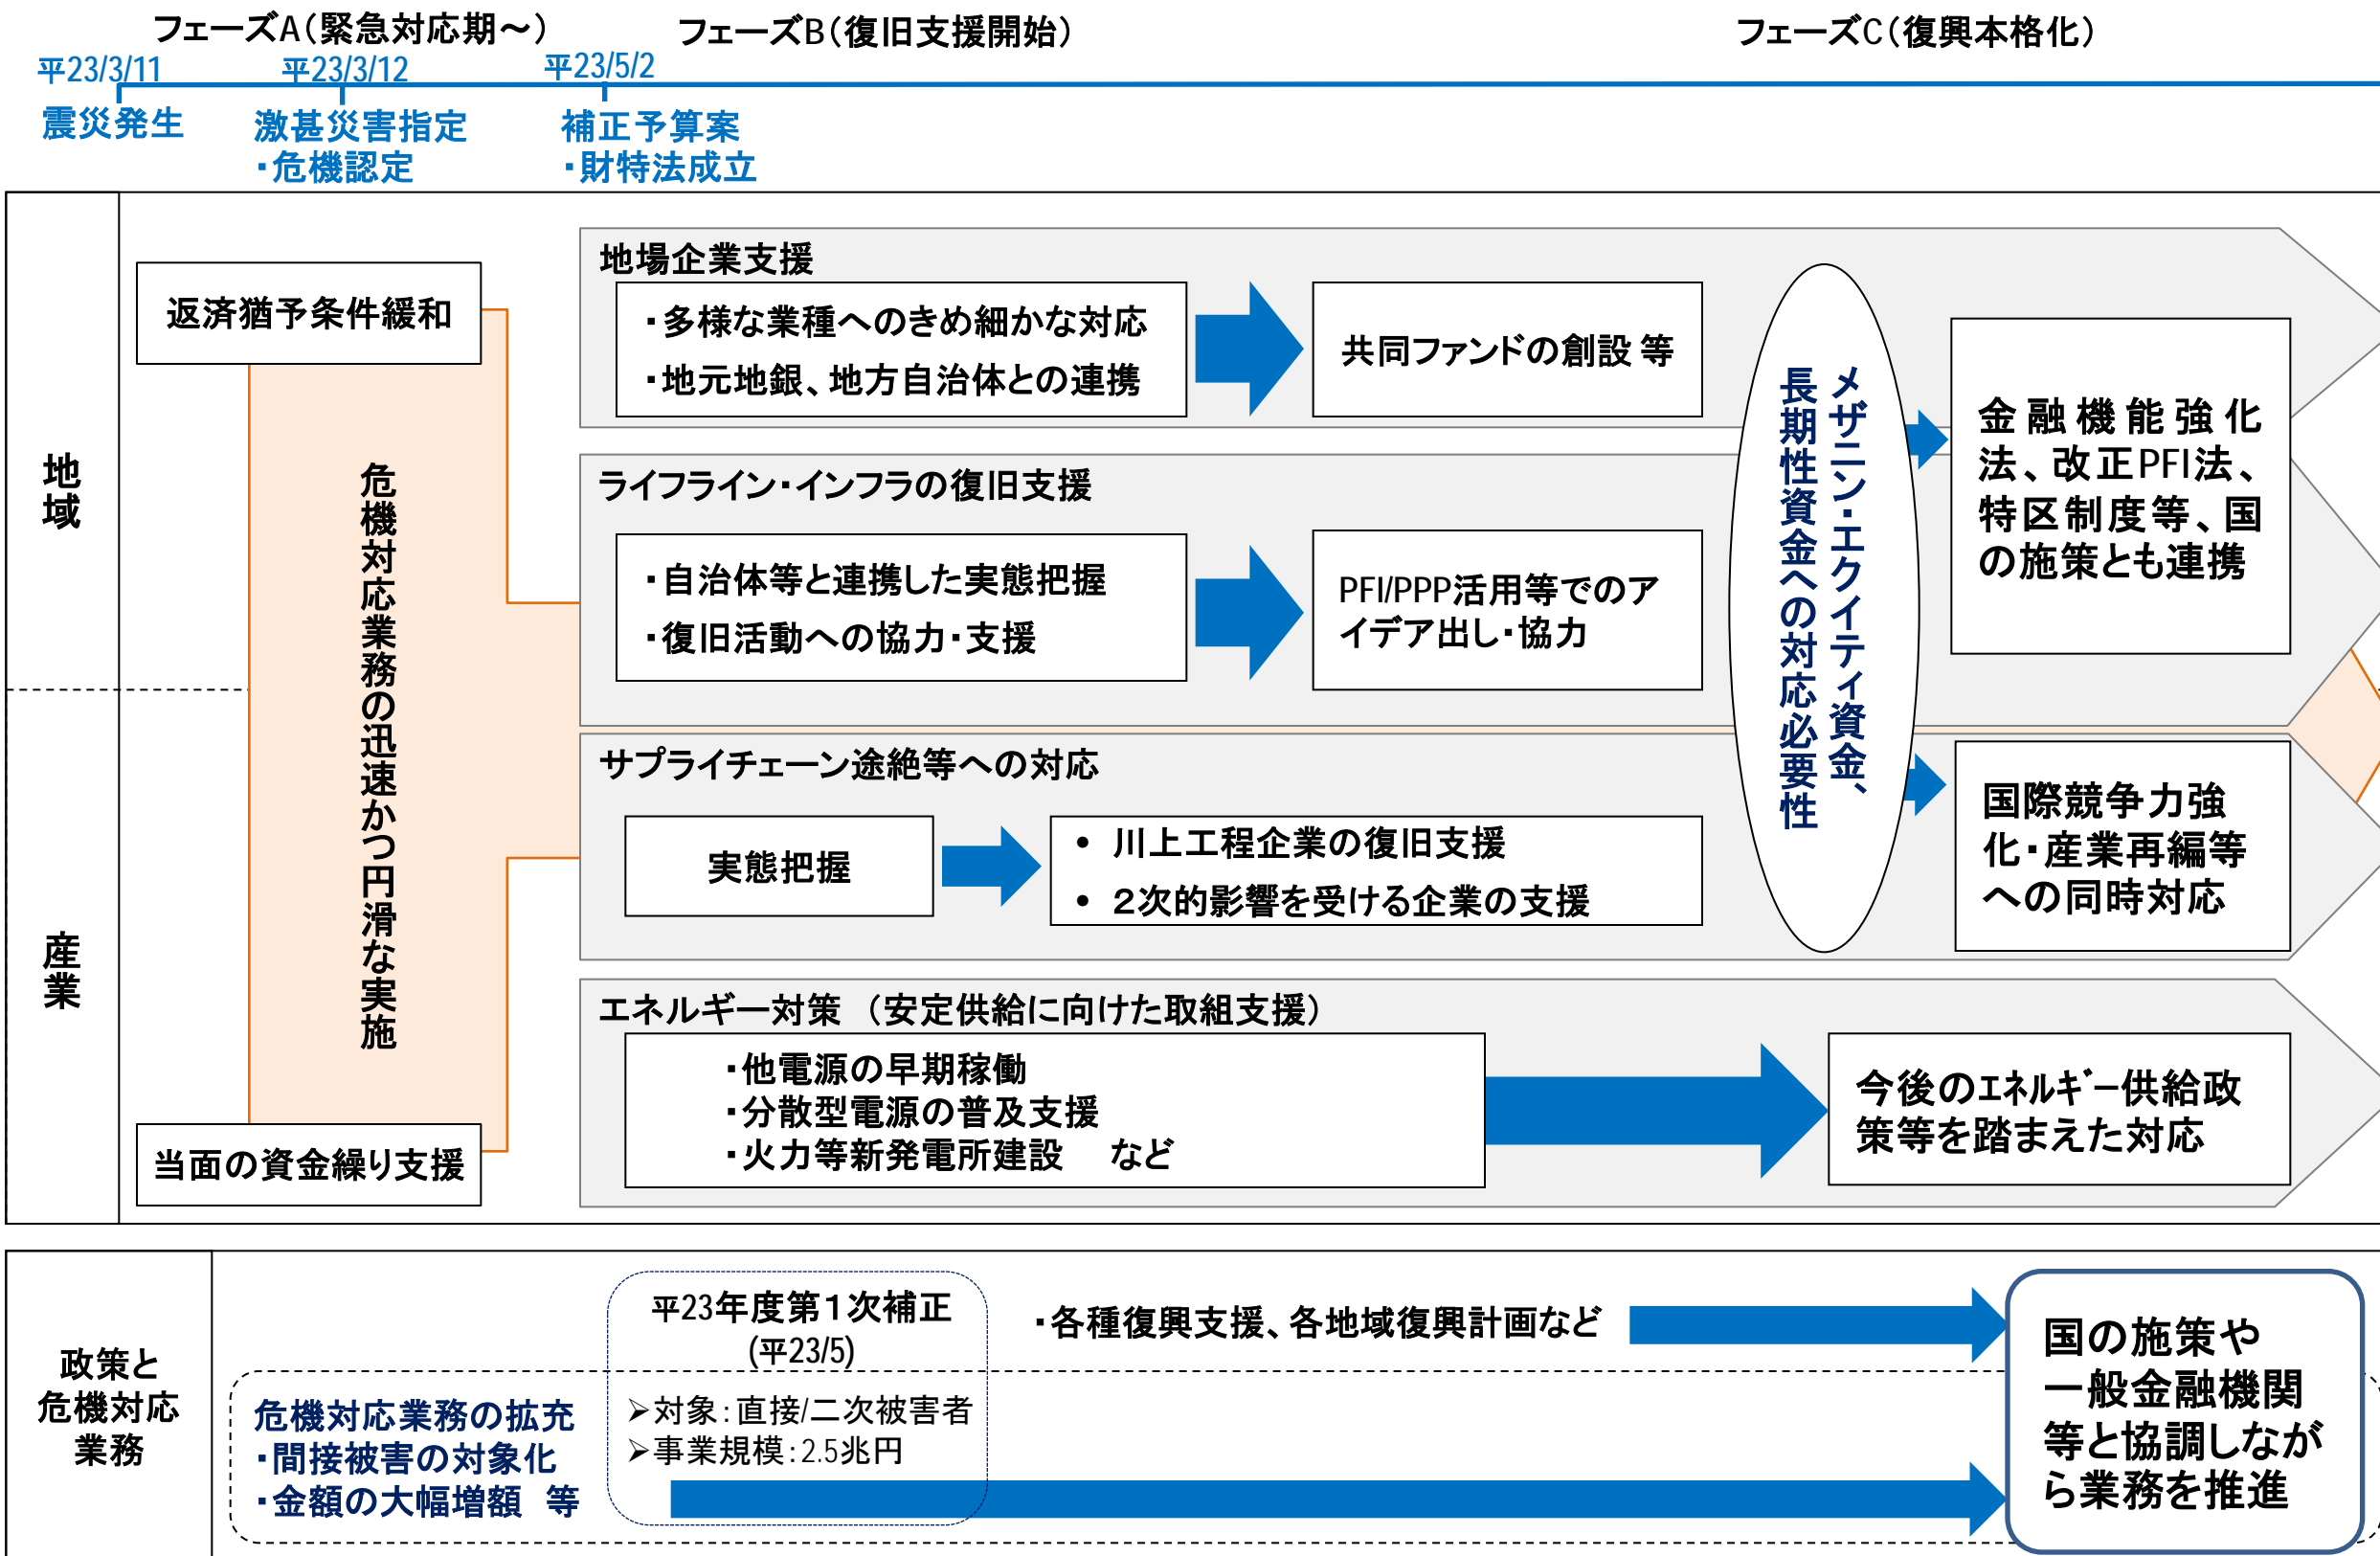 フェーズA（緊急対応期～）
フェーズB（復旧支援開始）
フェーズC（復興本格化）
平23/3/11
平23/3/12
平23/5/2
震災発生
激甚災害指定
・危機認定
補正予算案
・財特法成立
地域
産業
返済猶予条件緩和
危機対応業務の迅速かつ円滑な実施
当面の資金繰り支援
地場企業支援
・多様な業種へのきめ細かな対応
・地元地銀、地方自治体との連携
共同ファンドの創設 等
ライフライン・インフラの復旧支援
・自治体等と連携した実態把握
・復旧活動への協力・支援
PFI/PPP活用等でのア
イデア出し・協力
メザニン・エクイティ資金、
長期性資金への対応必要性
金融機能強化
法、改正PFI法、
特区制度等、国
の施策とも連携
サプライチェーン途絶等への対応
実態把握
• 川上工程企業の復旧支援
• ２次的影響を受ける企業の支援
国際競争力強
化・産業再編等
への同時対応
エネルギー対策 （安定供給に向けた取組支援）
・他電源の早期稼働
・分散型電源の普及支援
・火力等新発電所建設　など
今後のエネルギー供給政
策等を踏まえた対応
政策と
危機対応
業務
平23年度第１次補正
(平23/5)
➢対象：直接/二次被害者
➢事業規模：2.5兆円
・各種復興支援、各地域復興計画など
危機対応業務の拡充
・間接被害の対象化
・金額の大幅増額　等
国の施策や
一般金融機関
等と協調しなが
ら業務を推進